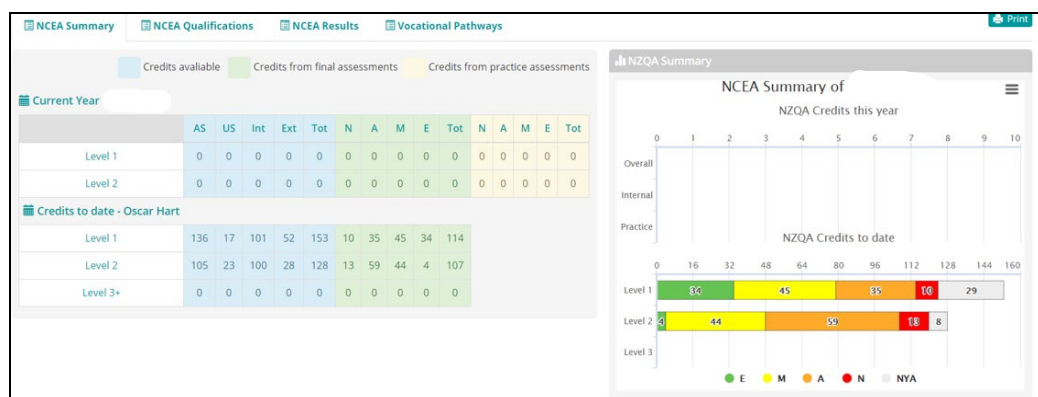 NCEA Summary NCEA Qualifications NCEA Results Vocational Pathways
Print
Credits avaliable Credits from final assessments Credits from practice assessments
Current Year
AS US Int Ext Tot N A M E Tot N A M E Tot
Level 1 0 0 0 0 0 0 0 0 0 0 0 0 0 0 0
Level 2 0 0 0 0 0 0 0 0 0 0 0 0 0 0 0
Credits to date - Oscar Hart
Level 1 136 17 101 52 153 10 35 45 34 114
Level 2 105 23 100 28 128 13 59 44 4 107
Level 3+ 0 0 0 0 0 0 0 0 0 0
NZQA Summary
NCEA Summary of
NZQA Credits this year
0 1 2 3 4 5 6 7 8 9 10
Overall
Internal
Practice
NZQA Credits to date
0 16 32 48 64 80 96 112 128 144 160
Level 1 34 45 35 10 29
Level 2 4 44 59 13 8
Level 3
E M A N NYA